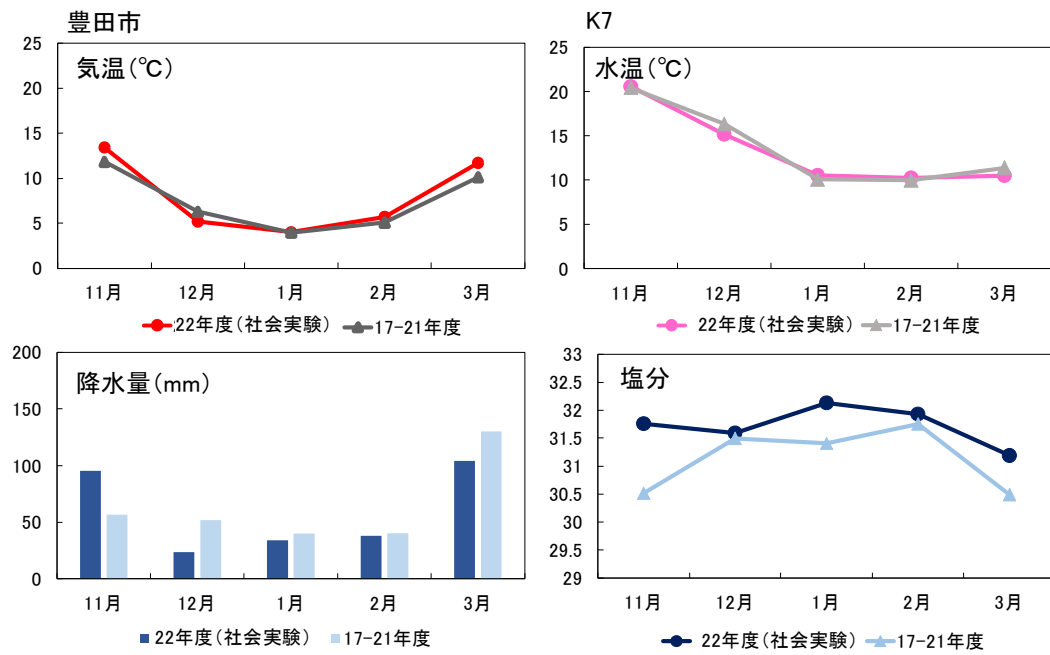 豊田市
気温(℃)
25
20
15
10
5
0
11月 12月 1月 2月 3月
22年度(社会実験) 17-21年度
K7
水温(℃)
25
20
15
10
5
0
11月 12月 1月 2月 3月
22年度(社会実験) 17-21年度
降水量(mm)
200
150
100
50
0
11月 12月 1月 2月 3月
22年度(社会実験) 17-21年度
塩分
33
32.5
32
31.5
31
30.5
30
29.5
29
11月 12月 1月 2月 3月
22年度(社会実験) 17-21年度